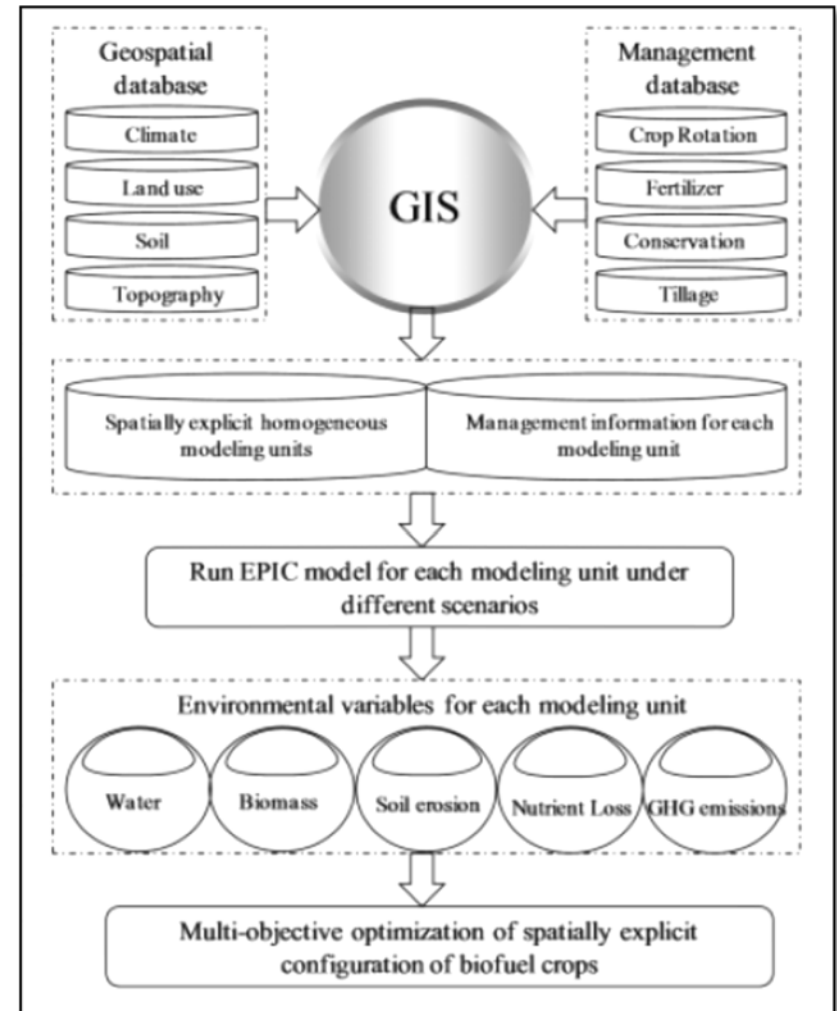 Geospatial
database
Climate
Land use
Soil
Topography
GIS
Management
database
Crop Rotation
Fertilizer
Conservation
Tillage
Spatially explicit homogeneous
modeling units
Management information for each
modeling unit
Run EPIC model for each modeling unit under
different scenarios
Environmental variables for each modeling unit
Water
Biomass
Soil erosion
Nutrient Loss
GHG emissions
Multi-objective optimization of spatially explicit
configuration of biofuel crops